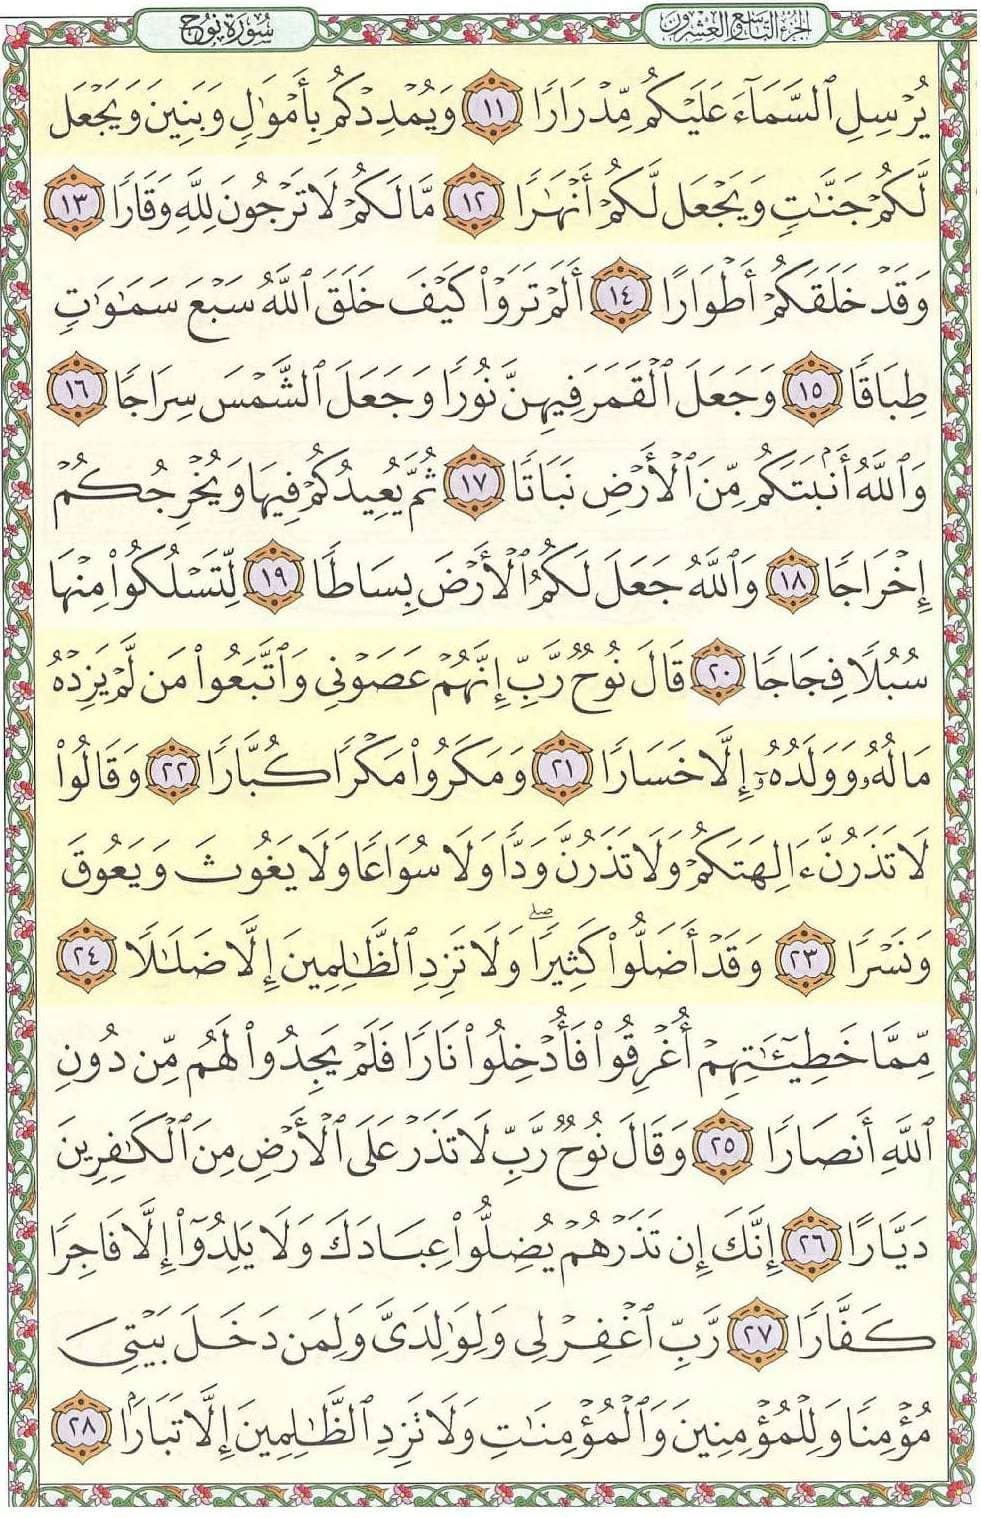 الجزء التاسع والعشرون
سُورَةُ نُوحٍ
يُرْسِلِ ٱلسَّمَآءَ عَلَيْكُم مِّدْرَارًا ١١ وَيُمْدِدْكُم بِأَمْوَٰلٍ وَبَنِينَ وَيَجْعَل
لَّكُمْ جَنَّٰتٍ وَيَجْعَل لَّكُمْ أَنْهَٰرًا ١٢ مَّا لَكُمْ لَا تَرْجُونَ لِلَّهِ وَقَارًا ١٣
وَقَدْ خَلَقَكُمْ أَطْوَارًا ١٤ أَلَمْ تَرَوْا۟ كَيْفَ خَلَقَ ٱللَّهُ سَبْعَ سَمَٰوَٰتٍ
طِبَاقًا ١٥ وَجَعَلَ ٱلْقَمَرَ فِيهِنَّ نُورًا وَجَعَلَ ٱلشَّمْسَ سِرَاجًا ١٦
وَٱللَّهُ أَنۢبَتَكُم مِّنَ ٱلْأَرْضِ نَبَاتًا ١٧ ثُمَّ يُعِيدُكُمْ فِيهَا وَيُخْرِجُكُمْ
إِخْرَاجًا ١٨ وَٱللَّهُ جَعَلَ لَكُمُ ٱلْأَرْضَ بِسَاطًا ١٩ لِّتَسْلُكُوا۟ مِنْهَا
سُبُلًا فِجَاجًا ٢٠ قَالَ نُوحٌ رَّبِّ إِنَّهُمْ عَصَوْنِى وَٱتَّبَعُوا۟ مَن لَّمْ يَزِدْهُ
مَالُهُۥ وَوَلَدُهُۥٓ إِلَّا خَسَارًا ٢١ وَمَكَرُوا۟ مَكْرًا كُبَّارًا ٢٢ وَقَالُوا۟
لَا تَذَرُنَّ ءَالِهَتَكُمْ وَلَا تَذَرُنَّ وَدًّا وَلَا سُوَاعًا وَلَا يَغُوثَ وَيَعُوقَ
وَنَسْرًا ٢٣ وَقَدْ أَضَلُّوا۟ كَثِيرًا ۖ وَلَا تَزِدِ ٱلظَّٰلِمِينَ إِلَّا ضَلَٰلًا ٢٤
مِّمَّا خَطِيٓـَٰٔتِهِمْ أُغْرِقُوا۟ فَأُدْخِلُوا۟ نَارًا فَلَمْ يَجِدُوا۟ لَهُم مِّن دُونِ
ٱللَّهِ أَنصَارًا ٢٥ وَقَالَ نُوحٌ رَّبِّ لَا تَذَرْ عَلَى ٱلْأَرْضِ مِنَ ٱلْكَٰفِرِينَ
دَيَّارًا ٢٦ إِنَّكَ إِن تَذَرْهُمْ يُضِلُّوا۟ عِبَادَكَ وَلَا يَلِدُوٓا۟ إِلَّا فَاجِرًا
كَفَّارًا ٢٧ رَّبِّ ٱغْفِرْ لِى وَلِوَٰلِدَىَّ وَلِمَن دَخَلَ بَيْتِىَ
مُؤْمِنًا وَلِلْمُؤْمِنِينَ وَٱلْمُؤْمِنَٰتِ وَلَا تَزِدِ ٱلظَّٰلِمِينَ إِلَّا تَبَارًۢا ٢٨